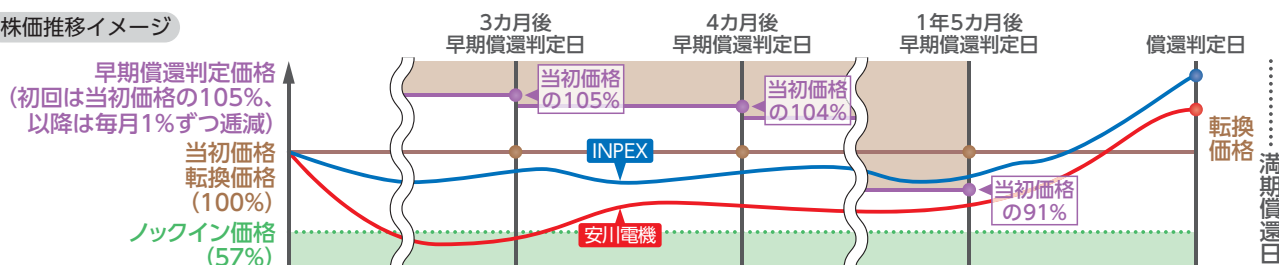 株価推移イメージ
3カ月後
早期償還判定日
4カ月後
早期償還判定日
1年5カ月後
早期償還判定日
償還判定日
早期償還判定価格
(初回は当初価格の105%、
以降は毎月1%ずつ逓減)
当初価格
の105%
当初価格
の104%
当初価格
転換価格
(100%)
INPEX
転換
価格
当初価格
の91%
ノックイン価格
(57%)
安川電機
満期償還日